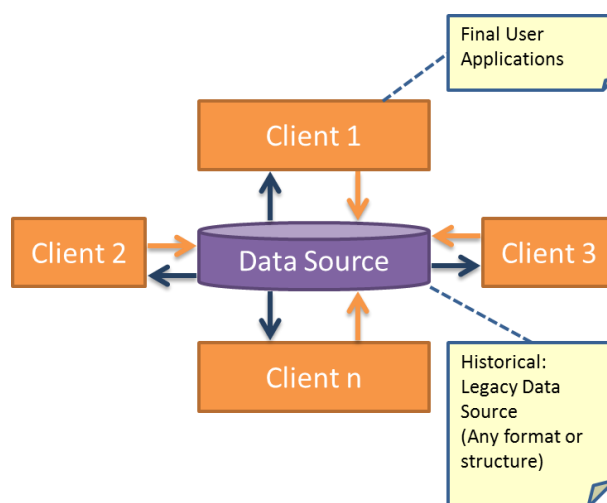 Final User
Applications
Client 1
Client 2
Data Source
Client 3
Client n
Historical:
Legacy Data
Source
(Any format or
structure)